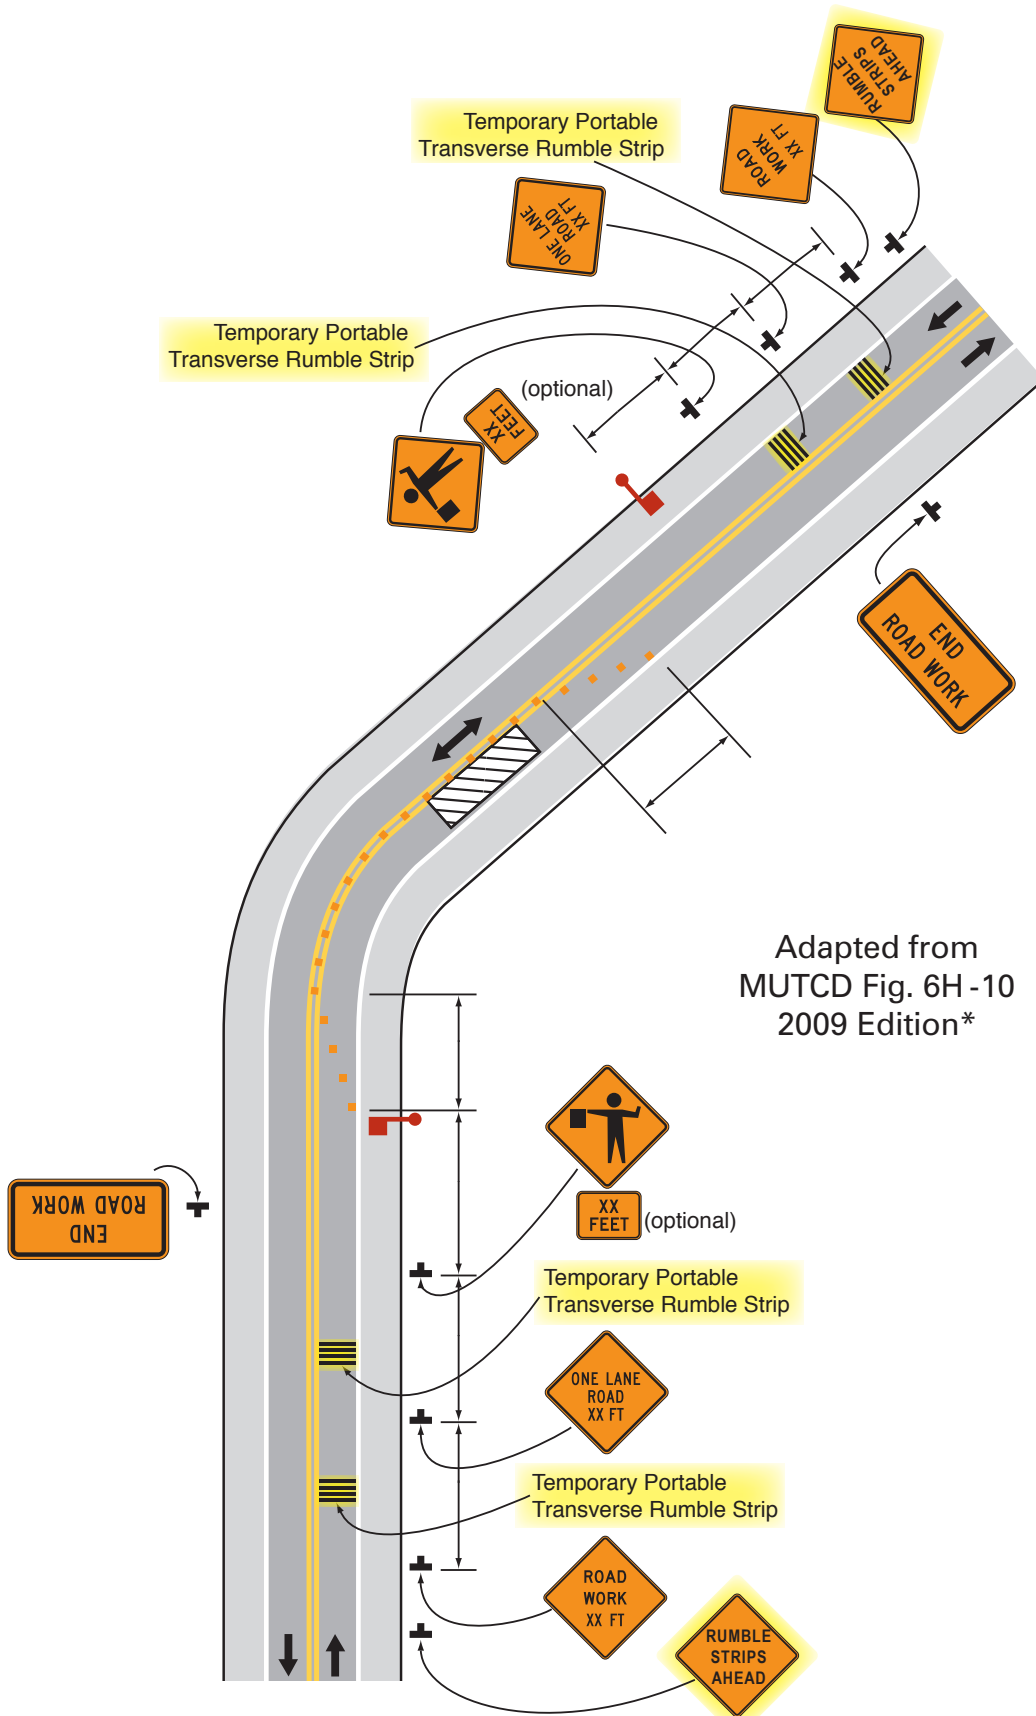 RUMBLE
STRIPS
AHEAD
Temporary Portable
Transverse Rumble Strip
ROAD
WORK
XX FT
ONE LANE
ROAD
XX FT
Temporary Portable
Transverse Rumble Strip
(optional)
XX
FEET
END
ROAD WORK
Adapted from
MUTCD Fig. 6H-10
2009 Edition*
END
ROAD WORK
XX
FEET
(optional)
Temporary Portable
Transverse Rumble Strip
ONE LANE
ROAD
XX FT
Temporary Portable
Transverse Rumble Strip
ROAD
WORK
XX FT
RUMBLE
STRIPS
AHEAD